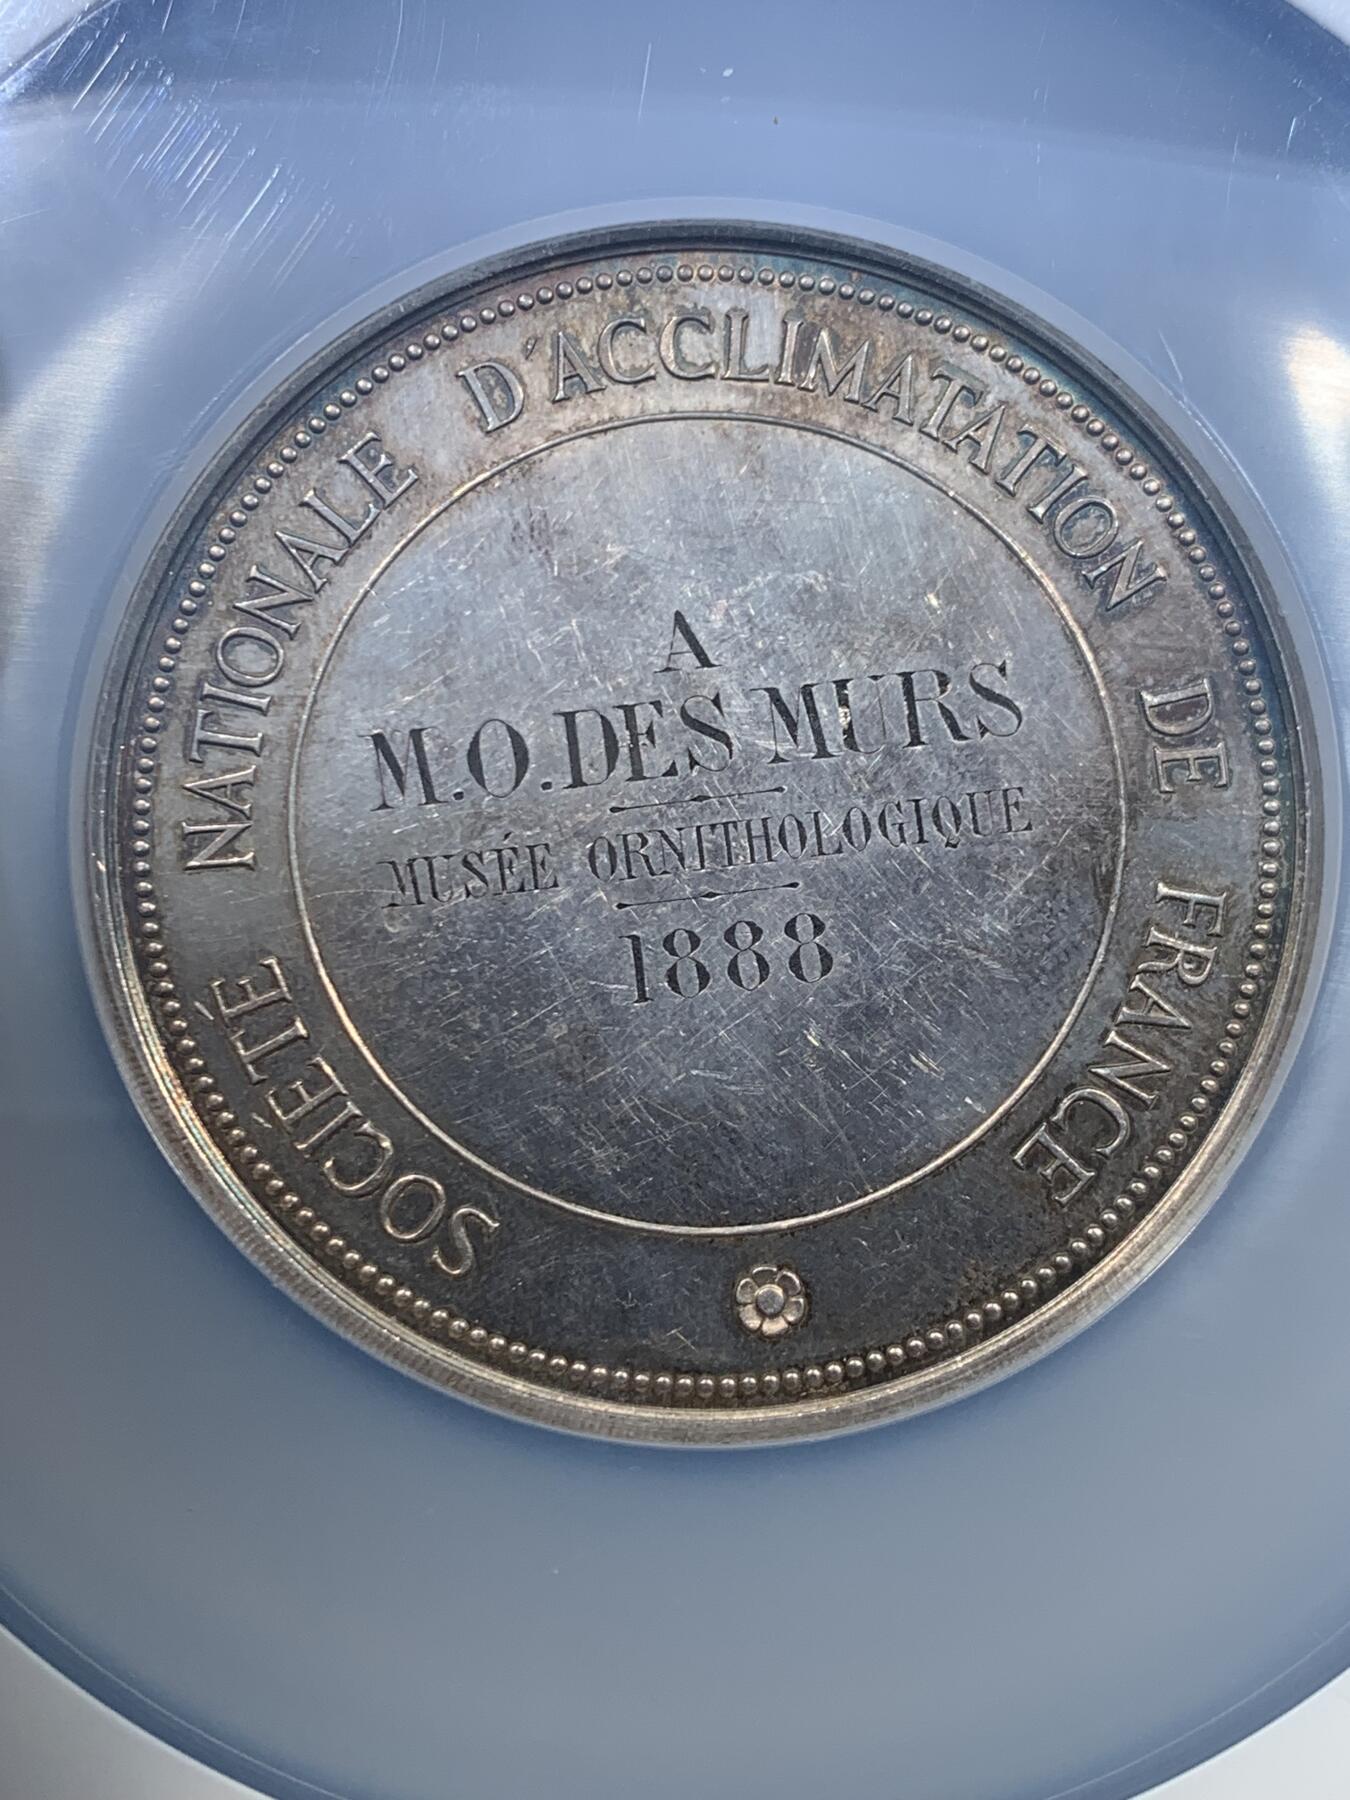 SOCIÉTÉ NATIONALE D'ACCLIMATATION DE FRANCE
A
M.O.DES MURS
MUSÉE ORNITHOLOGIQUE
1888